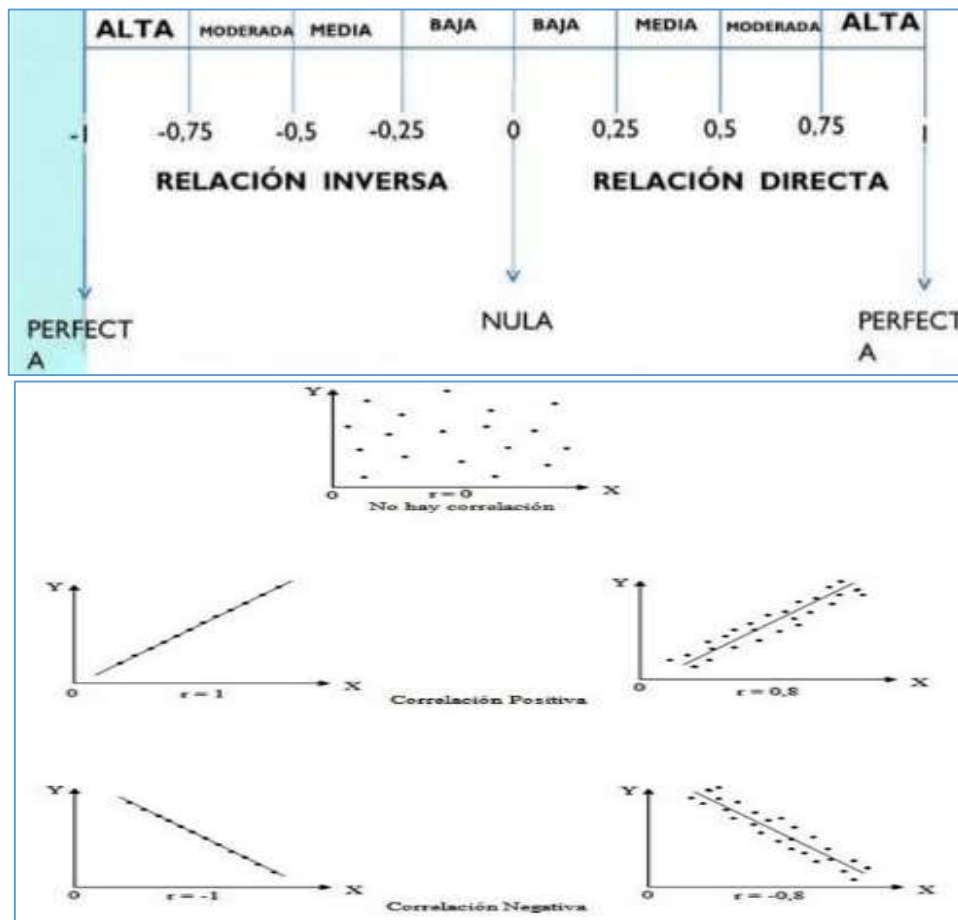 ALTA MODERADA MEDIA BAJA BAJA MEDIA MODERADA ALTA
-1 -0,75 -0,5 -0,25 0 0,25 0,5 0,75 1
RELACIÓN INVERSA RELACIÓN DIRECTA
PERFECT
A
NULA
PERFECT
A
Y
0 r = 0 X
No hay correlación
Y Y
0 r = 1 X 0 r = 0,8 X
Correlación Positiva
Y Y
0 r = -1 X 0 r = -0,8 X
Correlación Negativa